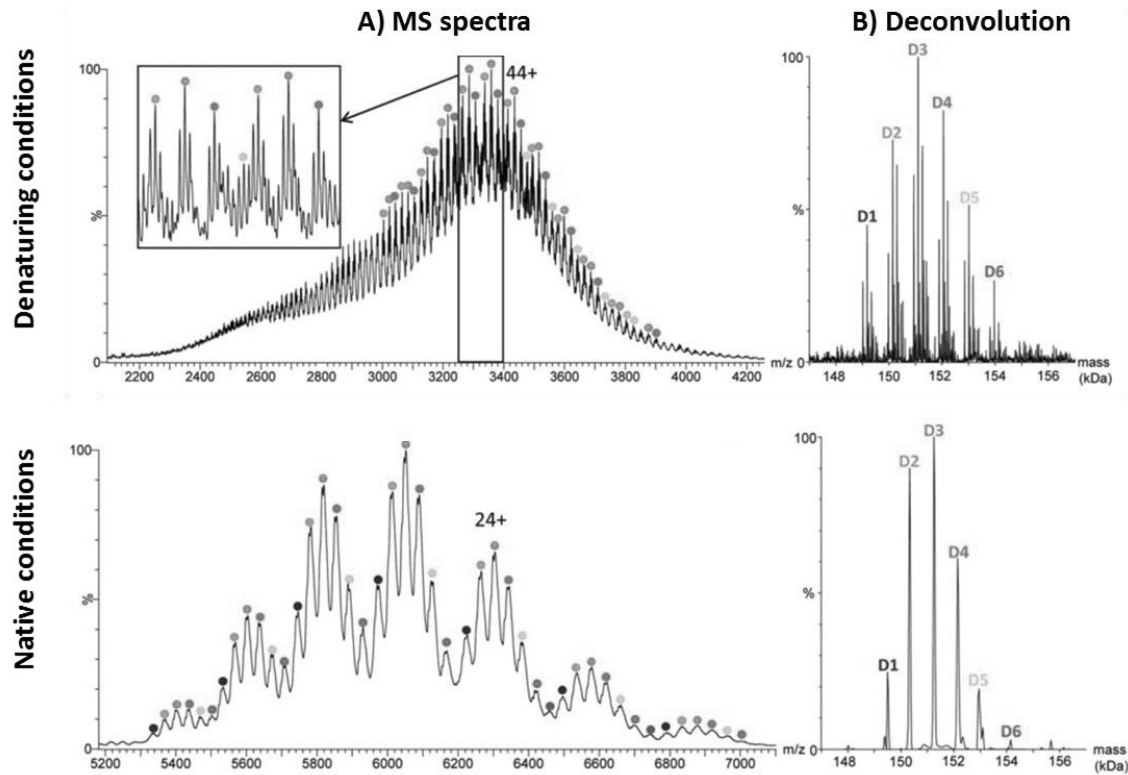 A) MS spectra
B) Deconvolution
Denaturing conditions
100
%
0
44+
2200 2400 2600 2800 3000 3200 3400 3600 3800 4000 4200
m/z
100
%
0
D1
D2
D3
D4
D5
D6
148 150 152 154 156
mass
(kDa)
Native conditions
100
%
0
24+
5200 5400 5600 5800 6000 6200 6400 6600 6800 7000
m/z
100
%
0
D1
D2
D3
D4
D5
D6
148 150 152 154 156
mass
(kDa)